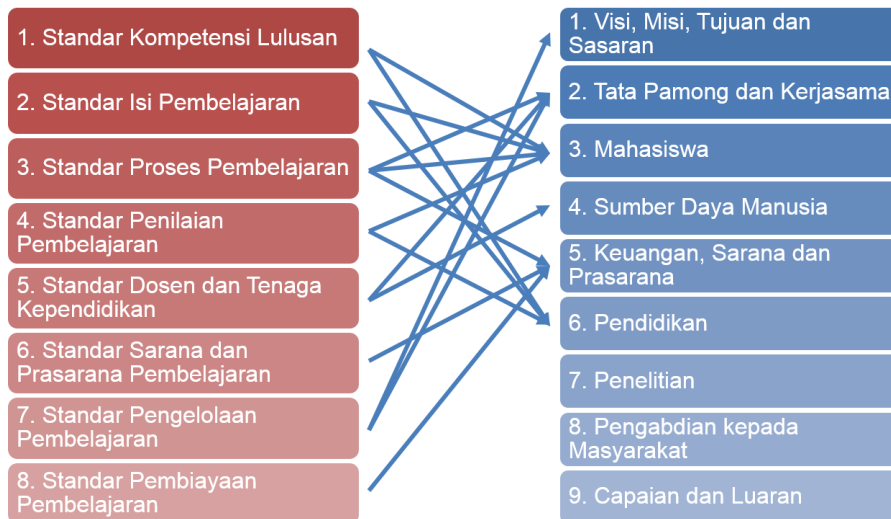 1. Standar Kompetensi Lulusan
2. Standar Isi Pembelajaran
3. Standar Proses Pembelajaran
4. Standar Penilaian
Pembelajaran
5. Standar Dosen dan Tenaga
Kependidikan
6. Standar Sarana dan
Prasarana Pembelajaran
7. Standar Pengelolaan
Pembelajaran
8. Standar Pembiayaan
Pembelajaran
1. Visi, Misi, Tujuan dan
Sasaran
2. Tata Pamong dan Kerjasama
3. Mahasiswa
4. Sumber Daya Manusia
5. Keuangan, Sarana dan
Prasarana
6. Pendidikan
7. Penelitian
8. Pengabdian kepada
Masyarakat
9. Capaian dan Luaran